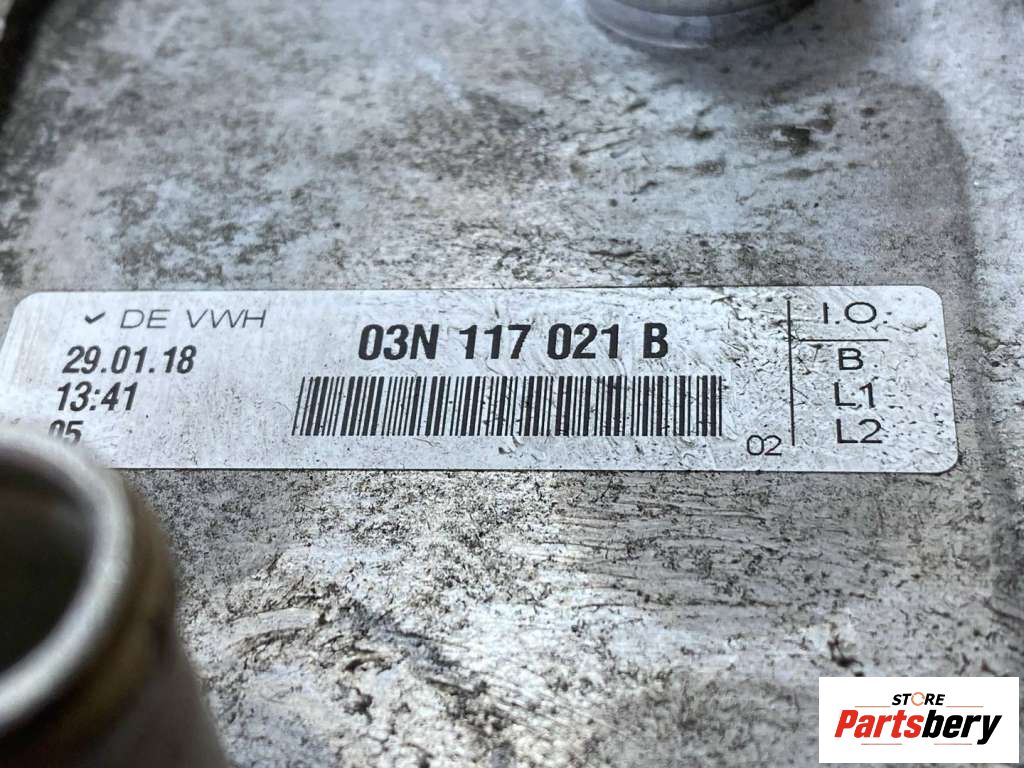 DE VWH
29.01.18
13:41
05
03N 117 021 B
02
I.O.
B.
L1
L2
STORE
Partsbery